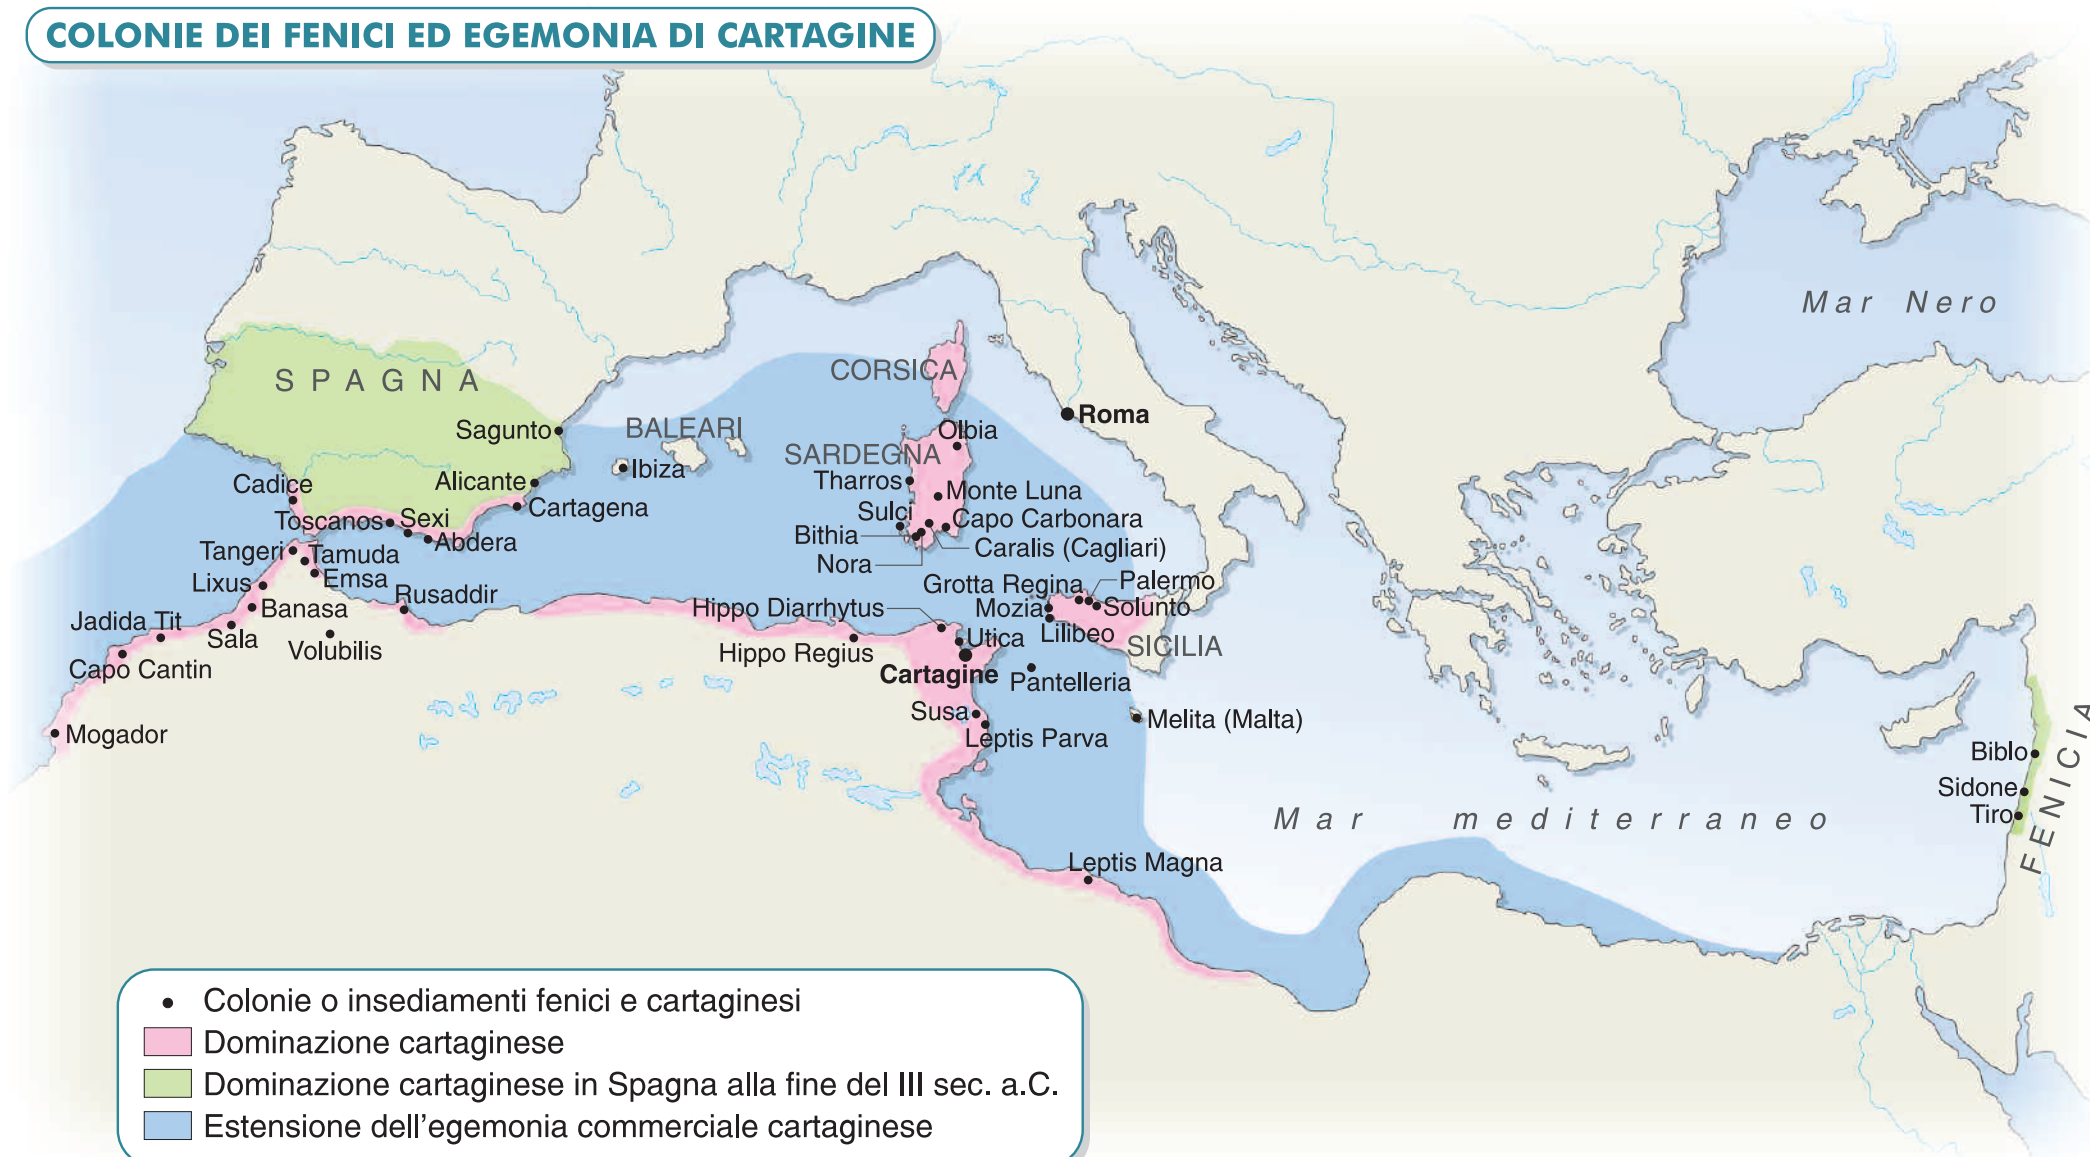 COLONIE DEI FENICI ED EGEMONIA DI CARTAGINE
Mar Nero
SPAGNA
CORSICA
Roma
Sagunto
BALEARI
Olbia
SARDEGNA
Ibiza
Cadice
Alicante
Tharros
Monte Luna
Cartagena
Toscanos
Sexi
Sulci
Capo Carbonara
Abdera
Bithia
Caralis (Cagliari)
Tangeri
Tamuda
Nora
Emsa
Lixus
Grotta Regina
Palermo
Rusaddir
Banasa
Hippo Diarrhytus
Mozia
Solunto
Jadida Tit
Sala
Lilibeo
Utica
SICILIA
Volubilis
Hippo Regius
Capo Cantin
Cartagine
Pantelleria
Susa
Melita (Malta)
Mogador
Leptis Parva
Biblo
Sidone
Tiro
FENICIA
Mar mediterraneo
Leptis Magna
Colonie o insediamenti fenici e cartaginesi
Dominazione cartaginese
Dominazione cartaginese in Spagna alla fine del III sec. a.C.
Estensione dell'egemonia commerciale cartaginese